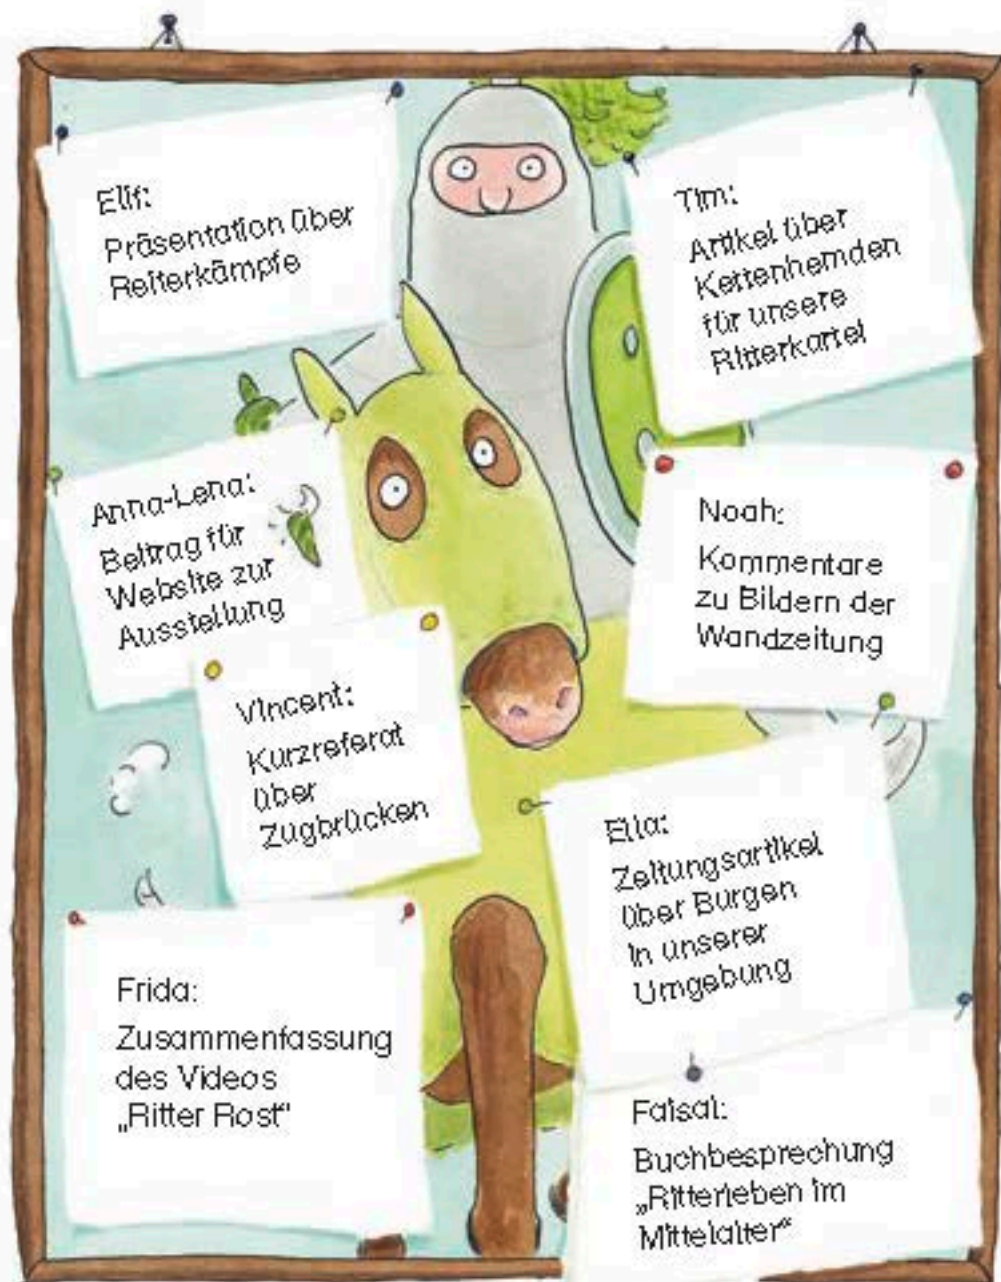 Elif:
Präsentation über
Reiterkämpfe
Tim:
Artikel über
Kettenhemden
für unsere
Ritterkartei
Anna-Lena:
Beitrag für
Website zur
Ausstellung
Noah:
Kommentare
zu Bildern der
Wandzeitung
Vincent:
Kurzreferat
über
Zugbrücken
Ella:
Zeitungsartikel
über Burgen
in unserer
Umgebung
Frida:
Zusammenfassung
des Videos
„Ritter Rost“
Faisal:
Buchbesprechung
„Ritterleben im
Mittelalter“